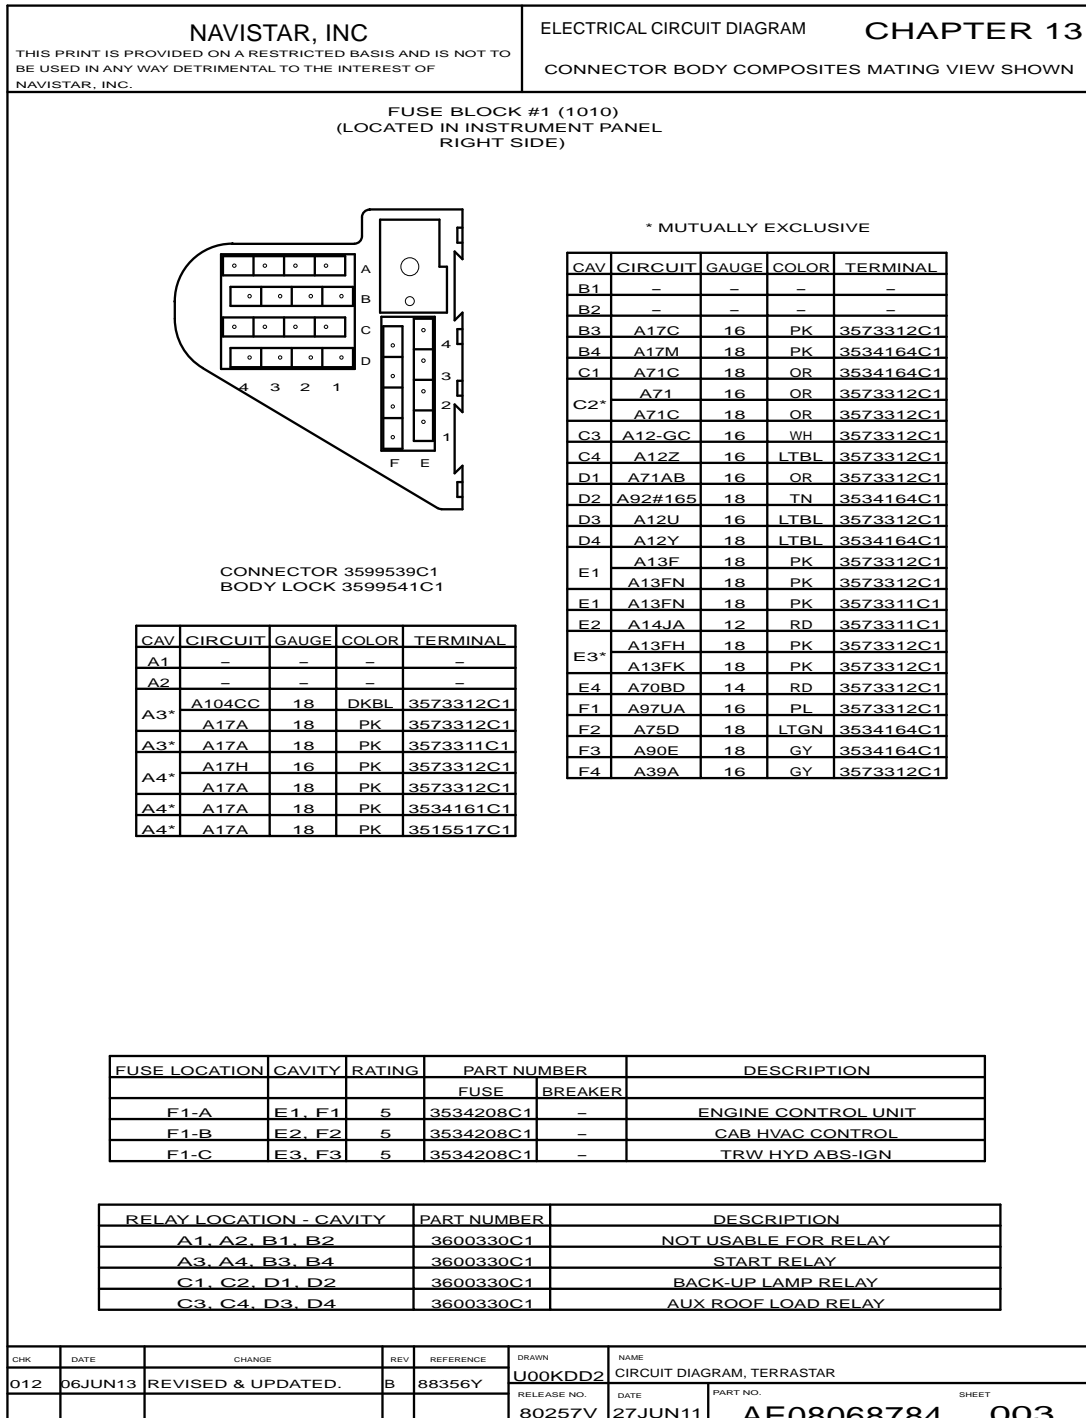 NAVISTAR, INC
THIS PRINT IS PROVIDED ON A RESTRICTED BASIS AND IS NOT TO
BE USED IN ANY WAY DETRIMENTAL TO THE INTEREST OF
NAVISTAR, INC.
ELECTRICAL CIRCUIT DIAGRAM CHAPTER 13
CONNECTOR BODY COMPOSITES MATING VIEW SHOWN
FUSE BLOCK #1 (1010)
(LOCATED IN INSTRUMENT PANEL
RIGHT SIDE)
A
B
C
D
4 3 2 1
4
3
2
1
F E
CONNECTOR 3599539C1
BODY LOCK 3599541C1
CAV CIRCUIT GAUGE COLOR TERMINAL
A1 – – – –
A2 – – – –
A3* A104CC 18 DKBL 3573312C1
A17A 18 PK 3573312C1
A3* A17A 18 PK 3573311C1
A4* A17H 16 PK 3573312C1
A17A 18 PK 3573312C1
A4* A17A 18 PK 3534161C1
A4* A17A 18 PK 3515517C1
* MUTUALLY EXCLUSIVE
CAV CIRCUIT GAUGE COLOR TERMINAL
B1 – – – –
B2 – – – –
B3 A17C 16 PK 3573312C1
B4 A17M 18 PK 3534164C1
C1 A71C 18 OR 3534164C1
C2* A71 16 OR 3573312C1
A71C 18 OR 3573312C1
C3 A12-GC 16 WH 3573312C1
C4 A12Z 16 LTBL 3573312C1
D1 A71AB 16 OR 3573312C1
D2 A92#165 18 TN 3534164C1
D3 A12U 16 LTBL 3573312C1
D4 A12Y 18 LTBL 3534164C1
E1 A13F 18 PK 3573312C1
A13FN 18 PK 3573312C1
E1 A13FN 18 PK 3573311C1
E2 A14JA 12 RD 3573311C1
E3* A13FH 18 PK 3573312C1
A13FK 18 PK 3573312C1
E4 A70BD 14 RD 3573312C1
F1 A97UA 16 PL 3573312C1
F2 A75D 18 LTGN 3534164C1
F3 A90E 18 GY 3534164C1
F4 A39A 16 GY 3573312C1
FUSE LOCATION CAVITY RATING PART NUMBER DESCRIPTION
FUSE BREAKER
F1-A E1, F1 5 3534208C1 – ENGINE CONTROL UNIT
F1-B E2, F2 5 3534208C1 – CAB HVAC CONTROL
F1-C E3, F3 5 3534208C1 – TRW HYD ABS-IGN
RELAY LOCATION - CAVITY PART NUMBER DESCRIPTION
A1, A2, B1, B2 3600330C1 NOT USABLE FOR RELAY
A3, A4, B3, B4 3600330C1 START RELAY
C1, C2, D1, D2 3600330C1 BACK-UP LAMP RELAY
C3, C4, D3, D4 3600330C1 AUX ROOF LOAD RELAY
CHK DATE CHANGE REV REFERENCE DRAWN NAME
012 06JUN13 REVISED & UPDATED. B 88356Y U00KDD2 CIRCUIT DIAGRAM, TERRASTAR
RELEASE NO. DATE PART NO. SHEET
80257V 27JUN11 AE08068784 003